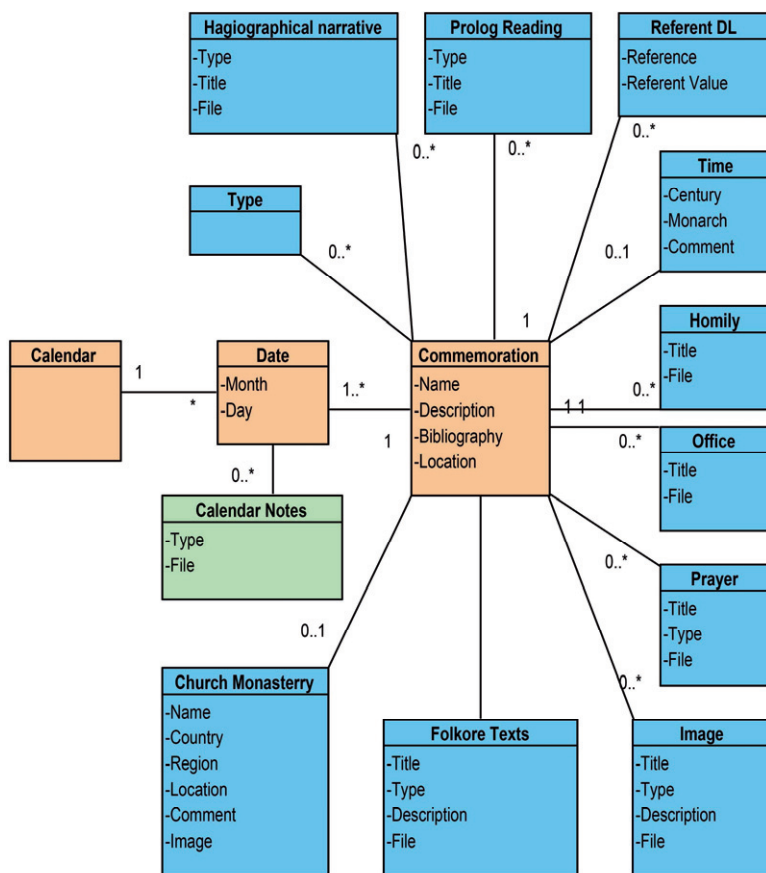 Hagiographical narrative
-Type
-Title
-File
0..*
Prolog Reading
-Type
-Title
-File
0..*
Referent DL
-Reference
-Referent Value
0..*
Type
0..*
Time
-Century
-Monarch
-Comment
0..1
Calendar
1
*
Date
-Month
-Day
1..*
0..*
Commemoration
-Name
-Description
-Bibliography
-Location
1
1
1 1
Homily
-Title
-File
0..*
Office
-Title
-File
0..*
Calendar Notes
-Type
-File
Prayer
-Title
-Type
-File
0..*
Church Monasterry
-Name
-Country
-Region
-Location
-Comment
-Image
0..1
Folkore Texts
-Title
-Type
-Description
-File
Image
-Title
-Type
-Description
-File
0..*